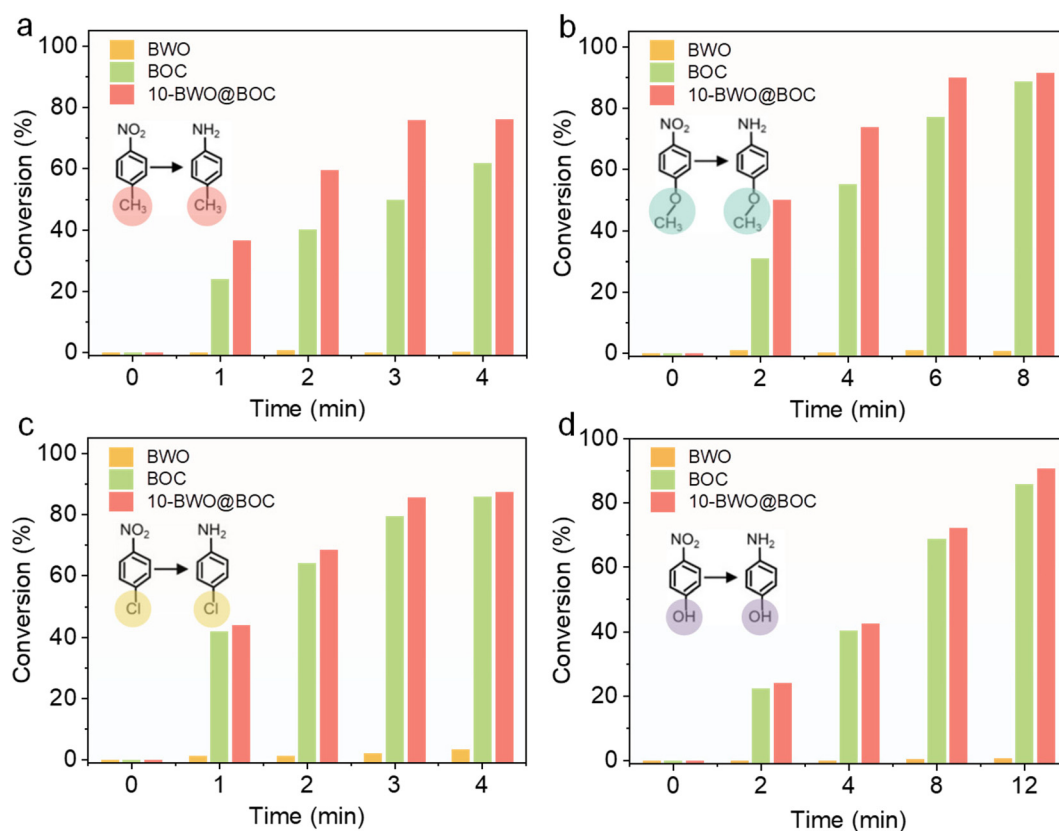 a
100
80
60
40
20
0
Conversion (%)
BWO
BOC
10-BWO@BOC
NO₂
NH₂
CH₃
CH₃
0 1 2 3 4
Time (min)
b
100
80
60
40
20
0
Conversion (%)
BWO
BOC
10-BWO@BOC
NO₂
NH₂
O
O
CH₃
CH₃
0 2 4 6 8
Time (min)
c
100
80
60
40
20
0
Conversion (%)
BWO
BOC
10-BWO@BOC
NO₂
NH₂
Cl
Cl
0 1 2 3 4
Time (min)
d
100
80
60
40
20
0
Conversion (%)
BWO
BOC
10-BWO@BOC
NO₂
NH₂
OH
OH
0 2 4 8 12
Time (min)